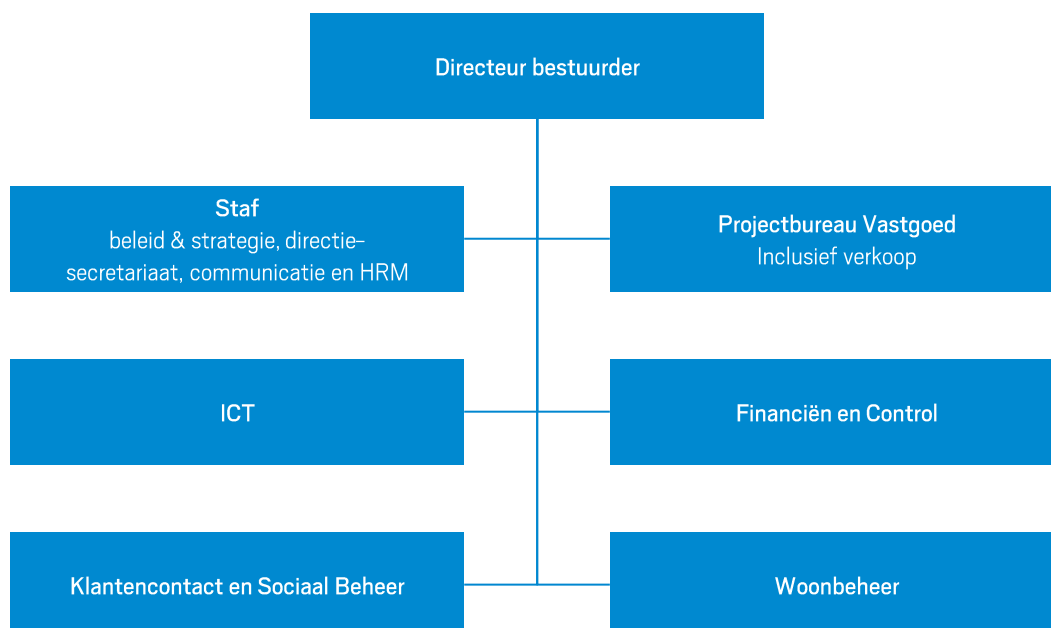 Directeur bestuurder
Staf
beleid & strategie, directie-
secretariaat, communicatie en HRM
Projectbureau Vastgoed
Inclusief verkoop
ICT
Financiën en Control
Klantencontact en Sociaal Beheer
Woonbeheer